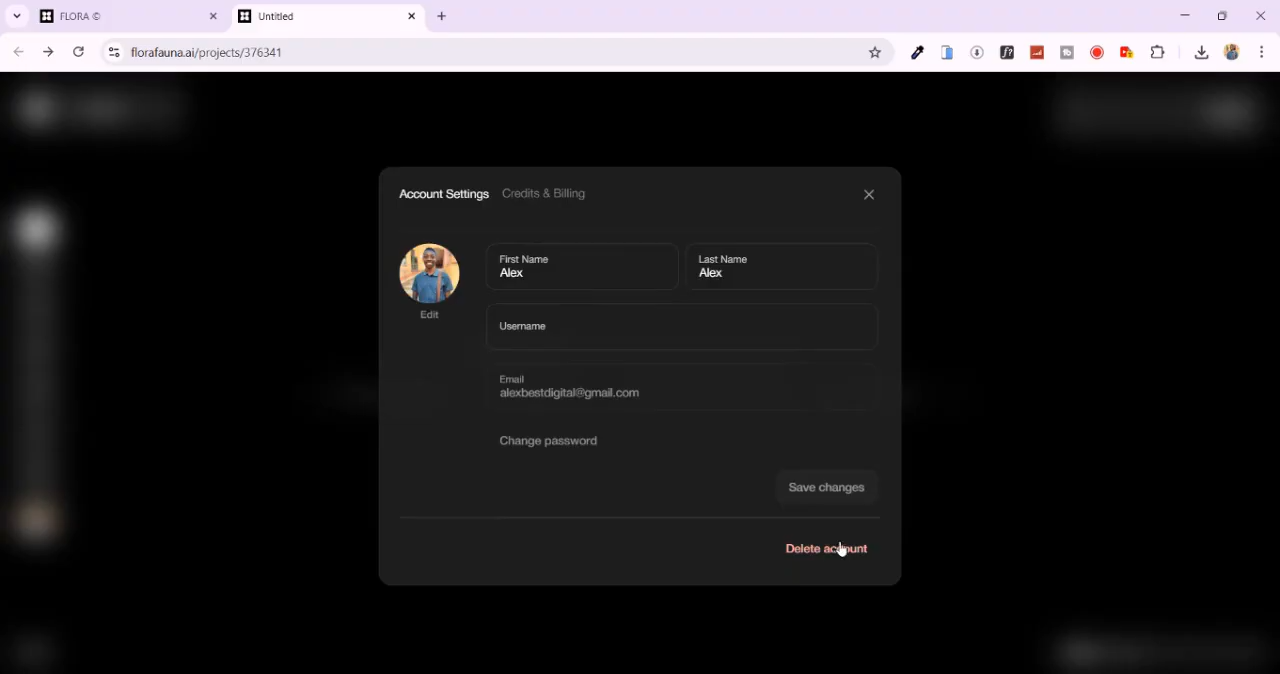 FLORA ©
Untitled
florafauna.ai/projects/376341
Account Settings
Credits & Billing
First Name
Alex
Last Name
Alex
Edit
Username
Email
alexbestdigital@gmail.com
Change password
Save changes
Delete account